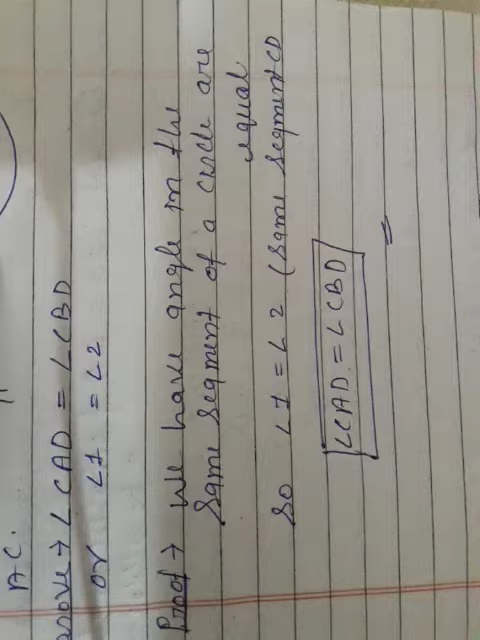 AC.
prove → ∠CAD = ∠CBD
or ∠1 = ∠2
Proof → We have angle in the
same segment of a circle are
equal
so ∠1 = ∠2 (same segment CD
∠CAD = ∠CBD